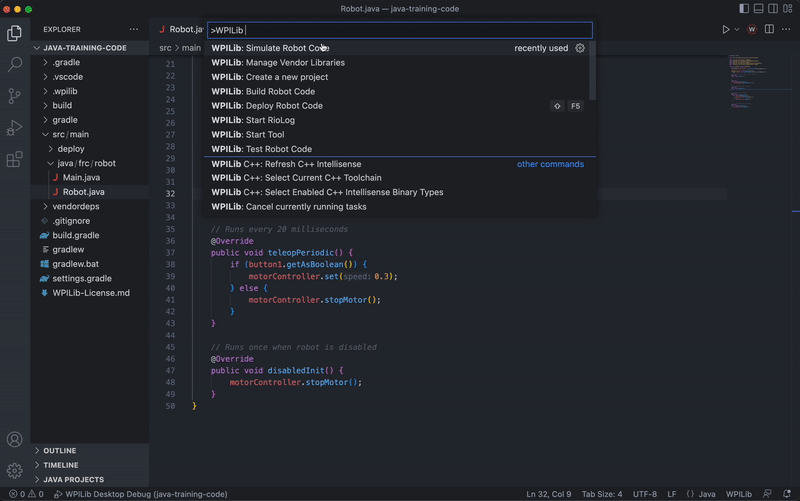 Robot.java — java-training-code
EXPLORER
JAVA-TRAINING-CODE
.gradle
.vscode
.wpilib
build
gradle
src/main
deploy
java/frc/robot
J Main.java
J Robot.java
vendordeps
.gitignore
build.gradle
gradlew
gradlew.bat
settings.gradle
WPILib-License.md
OUTLINE
TIMELINE
JAVA PROJECTS
J Robot.jav
src > main
>WPILib
WPILib: Simulate Robot Code recently used
WPILib: Manage Vendor Libraries
WPILib: Create a new project
WPILib: Build Robot Code
WPILib: Deploy Robot Code ⇧ F5
WPILib: Start RioLog
WPILib: Start Tool
WPILib: Test Robot Code
WPILib C++: Refresh C++ Intellisense other commands
WPILib C++: Select Current C++ Toolchain
WPILib C++: Select Enabled C++ Intellisense Binary Types
WPILib: Cancel currently running tasks
21
22
23
24
25
26
27
28
29
30
31
32
33
34
35 // Runs every 20 milliseconds
36 @Override
37 public void teleopPeriodic() {
38 if (button1.getAsBoolean()) {
39 motorController.set(speed: 0.3);
40 } else {
41 motorController.stopMotor();
42 }
43 }
44
45 // Runs once when robot is disabled
46 @Override
47 public void disabledInit() {
48 motorController.stopMotor();
49 }
50 }
0 0 WPILib Desktop Debug (java-training-code) Ln 32, Col 9 Tab Size: 4 UTF-8 LF {} Java WPILib